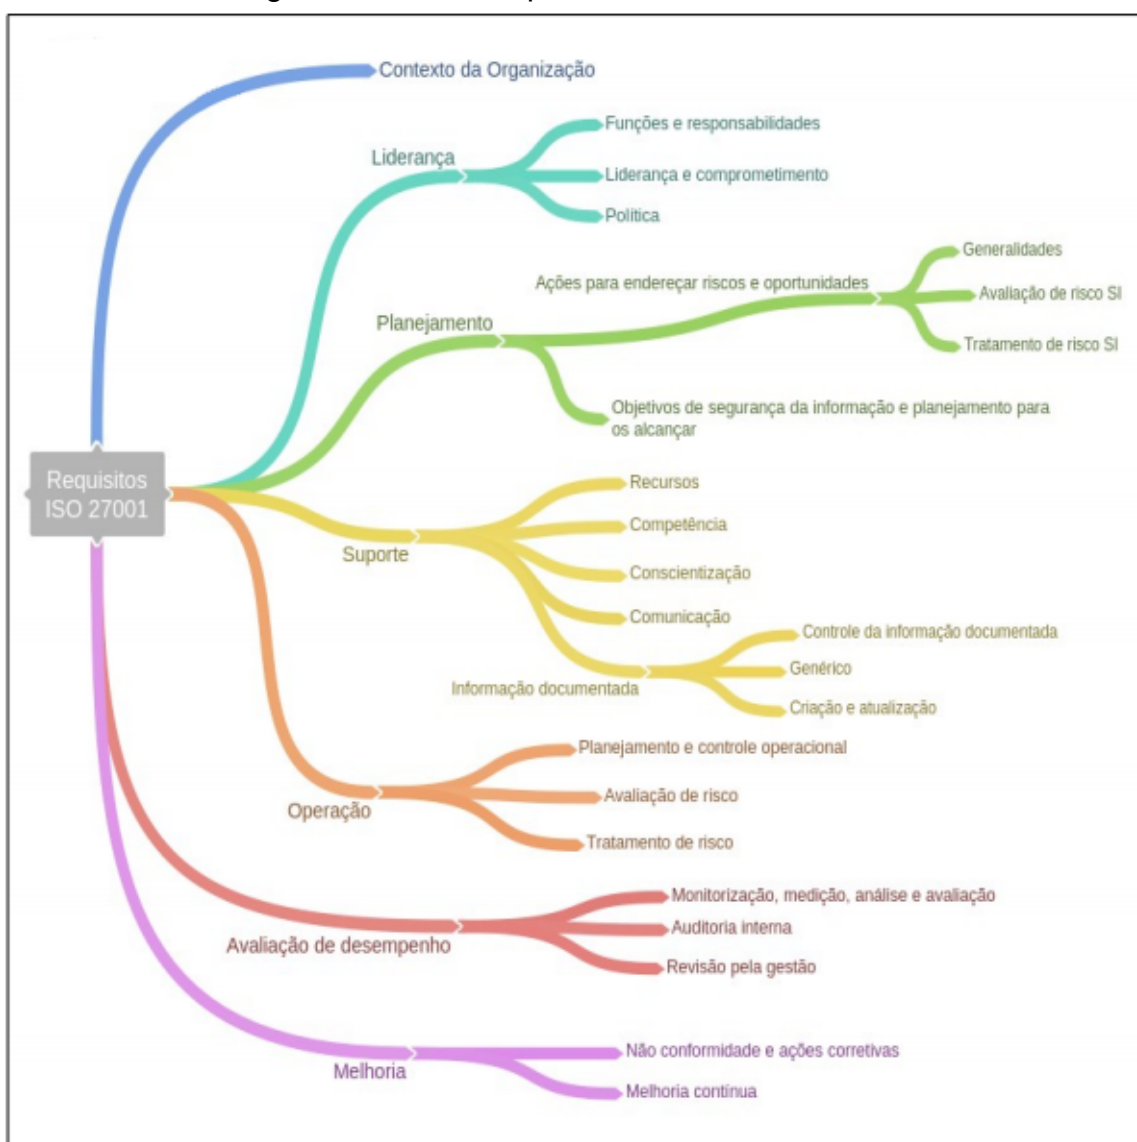 Contexto da Organização
Liderança
Funções e responsabilidades
Liderança e comprometimento
Política
Planejamento
Ações para endereçar riscos e oportunidades
Generalidades
Avaliação de risco SI
Tratamento de risco SI
Objetivos de segurança da informação e planejamento para
os alcançar
Requisitos
ISO 27001
Suporte
Recursos
Competência
Conscientização
Comunicação
Informação documentada
Controle da informação documentada
Genérico
Criação e atualização
Operação
Planejamento e controle operacional
Avaliação de risco
Tratamento de risco
Avaliação de desempenho
Monitorização, medição, análise e avaliação
Auditoria interna
Revisão pela gestão
Melhoria
Não conformidade e ações corretivas
Melhoria contínua